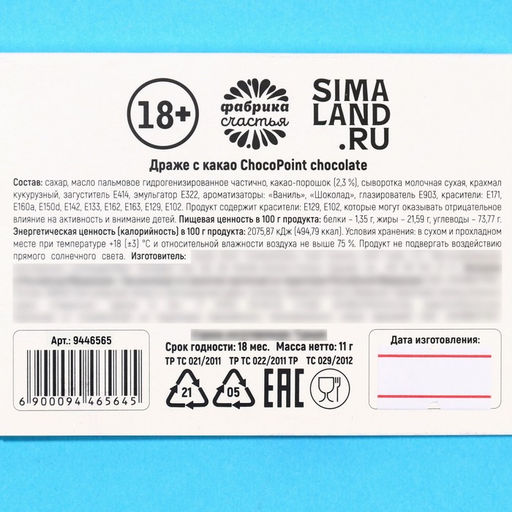 18+
фабрика
счастья
SIMA
LAND
.RU
Драже с какао ChocoPoint chocolate
Состав: сахар, масло пальмовое гидрогенизированное частично, какао-порошок (2,3 %), сыворотка молочная сухая, крахмал
кукурузный, загуститель E414, эмульгатор E322, ароматизаторы: «Ваниль», «Шоколад», глазирователь E903, красители: E171,
E160a, E150d, E142, E133, E162, E163, E129, E102. Продукт содержит красители: E129, E102, которые могут оказывать отрицательное
влияние на активность и внимание детей. Пищевая ценность в 100 г продукта: белки – 1,35 г, жиры – 21,59 г, углеводы – 73,77 г.
Энергетическая ценность (калорийность) в 100 г продукта: 2075,87 кДж (494,79 ккал). Условия хранения: в сухом и прохладном
месте при температуре +18 (±3) °C и относительной влажности воздуха не выше 75 %. Продукт не подвергать воздействию
прямого солнечного света. Изготовитель:
Арт.: 9446565
6 900094 465645
Срок годности: 18 мес. Масса нетто: 11 г
ТР ТС 021/2011 ТР ТС 022/2011 ТР ТС 029/2012
21
05
EAC
Дата изготовления: